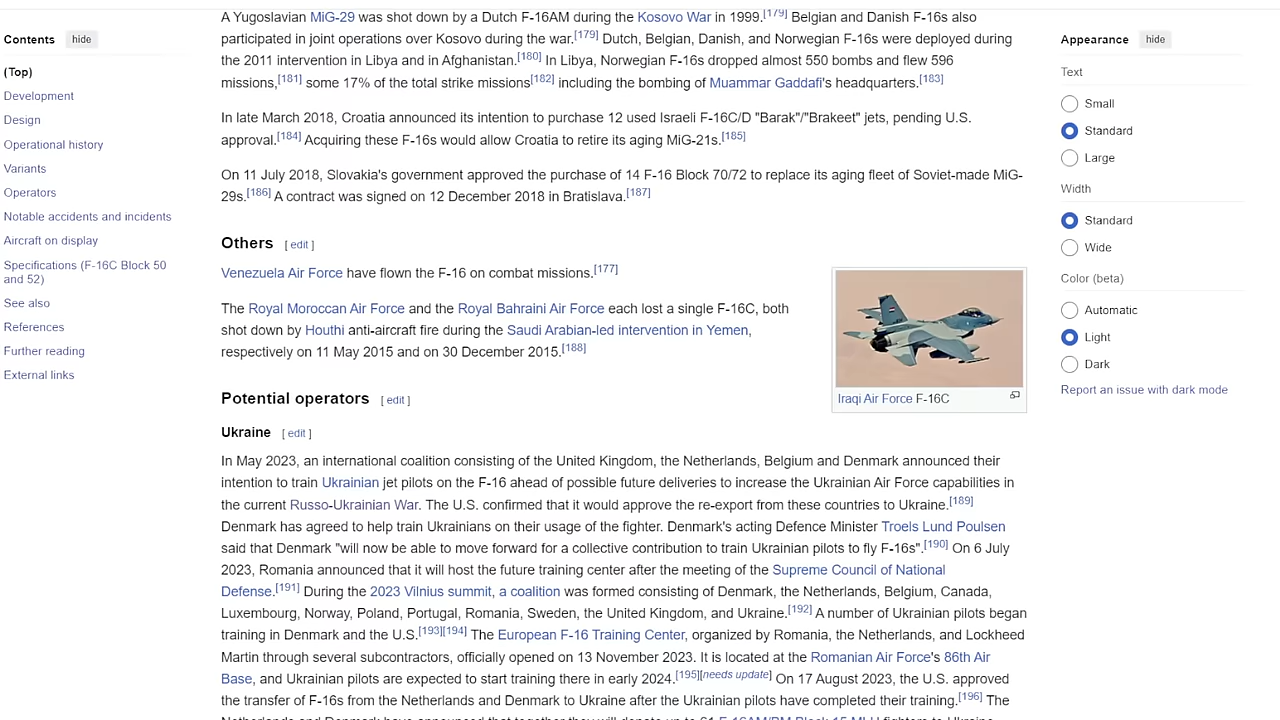 Contents hide
(Top)
Development
Design
Operational history
Variants
Operators
Notable accidents and incidents
Aircraft on display
Specifications (F-16C Block 50
and 52)
See also
References
Further reading
External links
A Yugoslavian MiG-29 was shot down by a Dutch F-16AM during the Kosovo War in 1999.[179] Belgian and Danish F-16s also
participated in joint operations over Kosovo during the war.[179] Dutch, Belgian, Danish, and Norwegian F-16s were deployed during
the 2011 intervention in Libya and in Afghanistan.[180] In Libya, Norwegian F-16s dropped almost 550 bombs and flew 596
missions,[181] some 17% of the total strike missions[182] including the bombing of Muammar Gaddafi's headquarters.[183]
In late March 2018, Croatia announced its intention to purchase 12 used Israeli F-16C/D "Barak"/"Brakeet" jets, pending U.S.
approval.[184] Acquiring these F-16s would allow Croatia to retire its aging MiG-21s.[185]
On 11 July 2018, Slovakia's government approved the purchase of 14 F-16 Block 70/72 to replace its aging fleet of Soviet-made MiG-
29s.[186] A contract was signed on 12 December 2018 in Bratislava.[187]
Others [ edit ]
Venezuela Air Force have flown the F-16 on combat missions.[177]
The Royal Moroccan Air Force and the Royal Bahraini Air Force each lost a single F-16C, both
shot down by Houthi anti-aircraft fire during the Saudi Arabian-led intervention in Yemen,
respectively on 11 May 2015 and on 30 December 2015.[188]
Iraqi Air Force F-16C
Potential operators [ edit ]
Ukraine [ edit ]
In May 2023, an international coalition consisting of the United Kingdom, the Netherlands, Belgium and Denmark announced their
intention to train Ukrainian jet pilots on the F-16 ahead of possible future deliveries to increase the Ukrainian Air Force capabilities in
the current Russo-Ukrainian War. The U.S. confirmed that it would approve the re-export from these countries to Ukraine.[189]
Denmark has agreed to help train Ukrainians on their usage of the fighter. Denmark's acting Defence Minister Troels Lund Poulsen
said that Denmark "will now be able to move forward for a collective contribution to train Ukrainian pilots to fly F-16s".[190] On 6 July
2023, Romania announced that it will host the future training center after the meeting of the Supreme Council of National
Defense.[191] During the 2023 Vilnius summit, a coalition was formed consisting of Denmark, the Netherlands, Belgium, Canada,
Luxembourg, Norway, Poland, Portugal, Romania, Sweden, the United Kingdom, and Ukraine.[192] A number of Ukrainian pilots began
training in Denmark and the U.S.[193][194] The European F-16 Training Center, organized by Romania, the Netherlands, and Lockheed
Martin through several subcontractors, officially opened on 13 November 2023. It is located at the Romanian Air Force's 86th Air
Base, and Ukrainian pilots are expected to start training there in early 2024.[195][needs update] On 17 August 2023, the U.S. approved
the transfer of F-16s from the Netherlands and Denmark to Ukraine after the Ukrainian pilots have completed their training.[196] The
Netherlands and Denmark have announced that together they will donate up to 61 F-16AM/BM Block 15 MLU fighters to Ukraine
Appearance hide
Text
Small
Standard
Large
Width
Standard
Wide
Color (beta)
Automatic
Light
Dark
Report an issue with dark mode